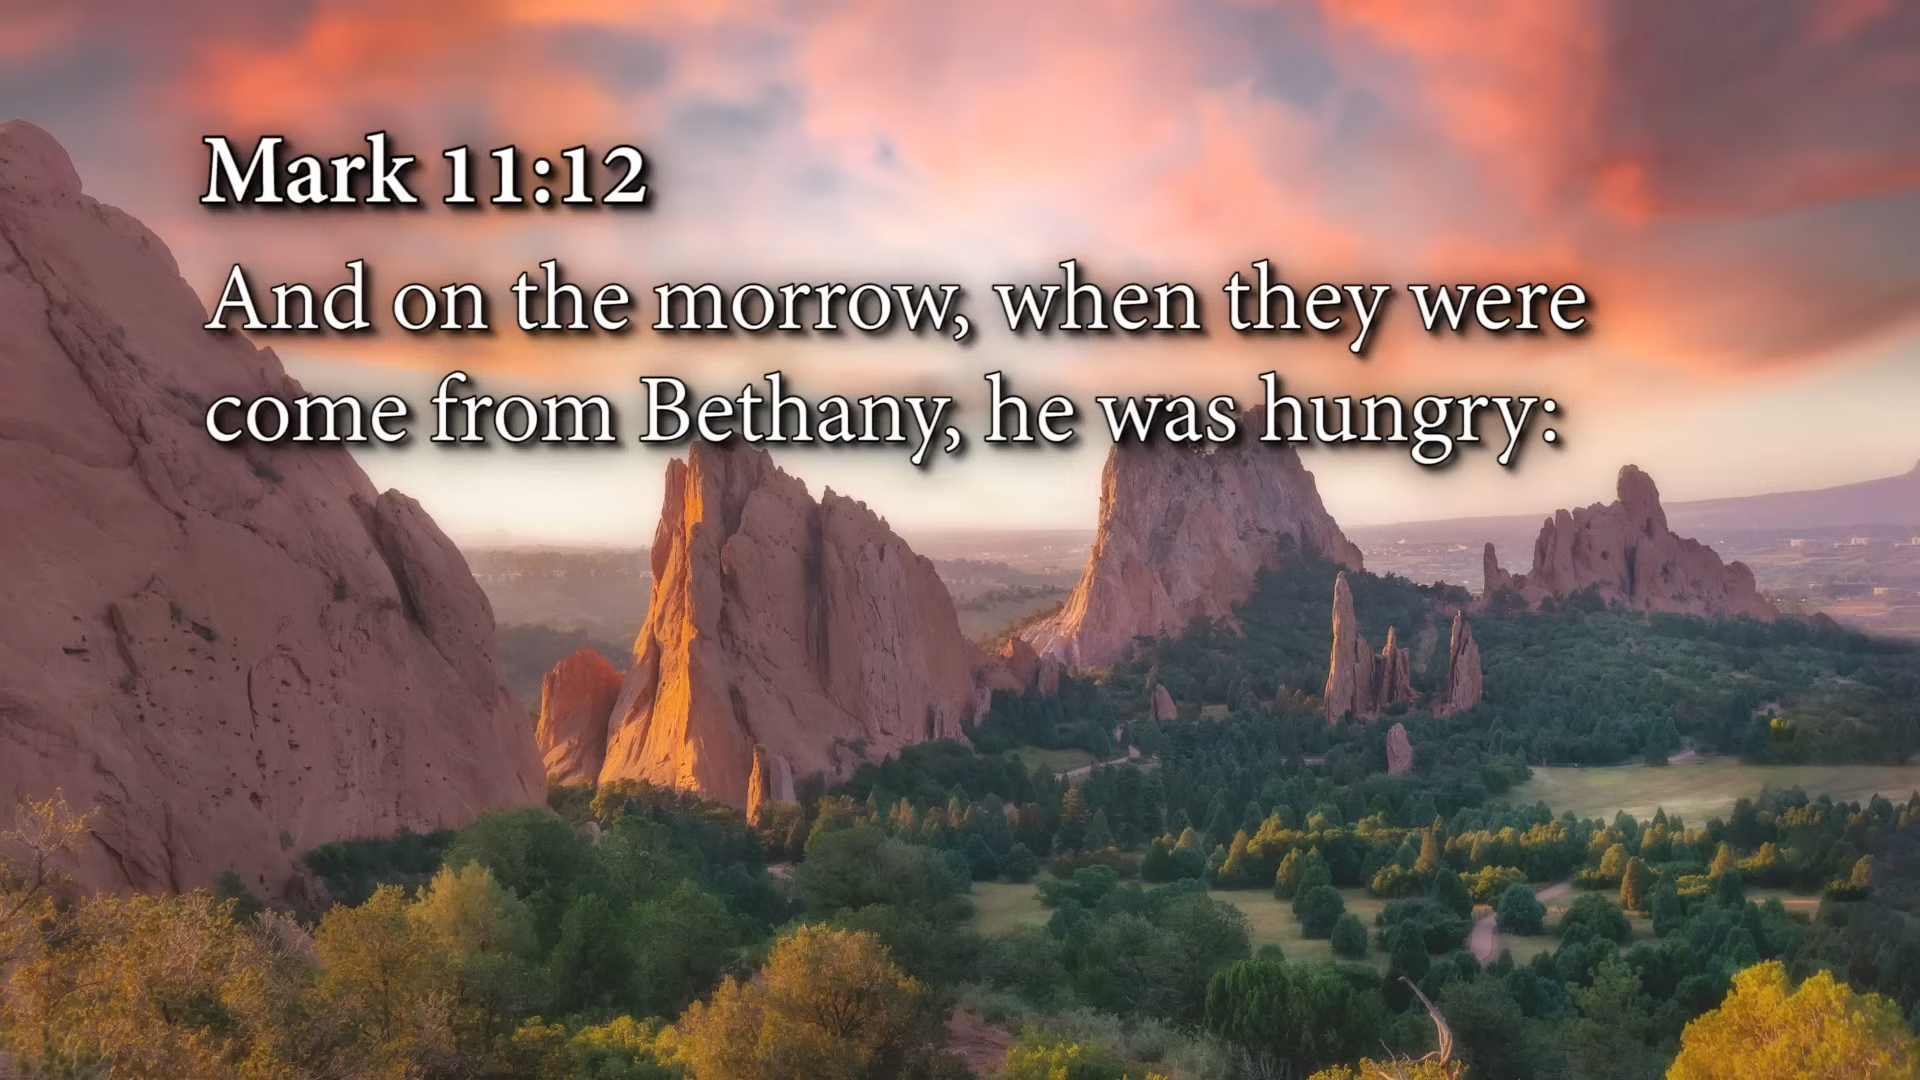 Mark 11:12
And on the morrow, when they were
come from Bethany, he was hungry: